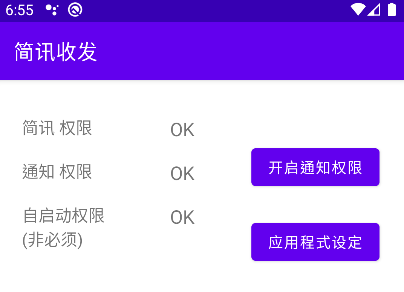 6:55
简讯收发
简讯 权限 OK
通知 权限 OK
开启通知权限
自启动权限 OK
(非必须)
应用程式设定